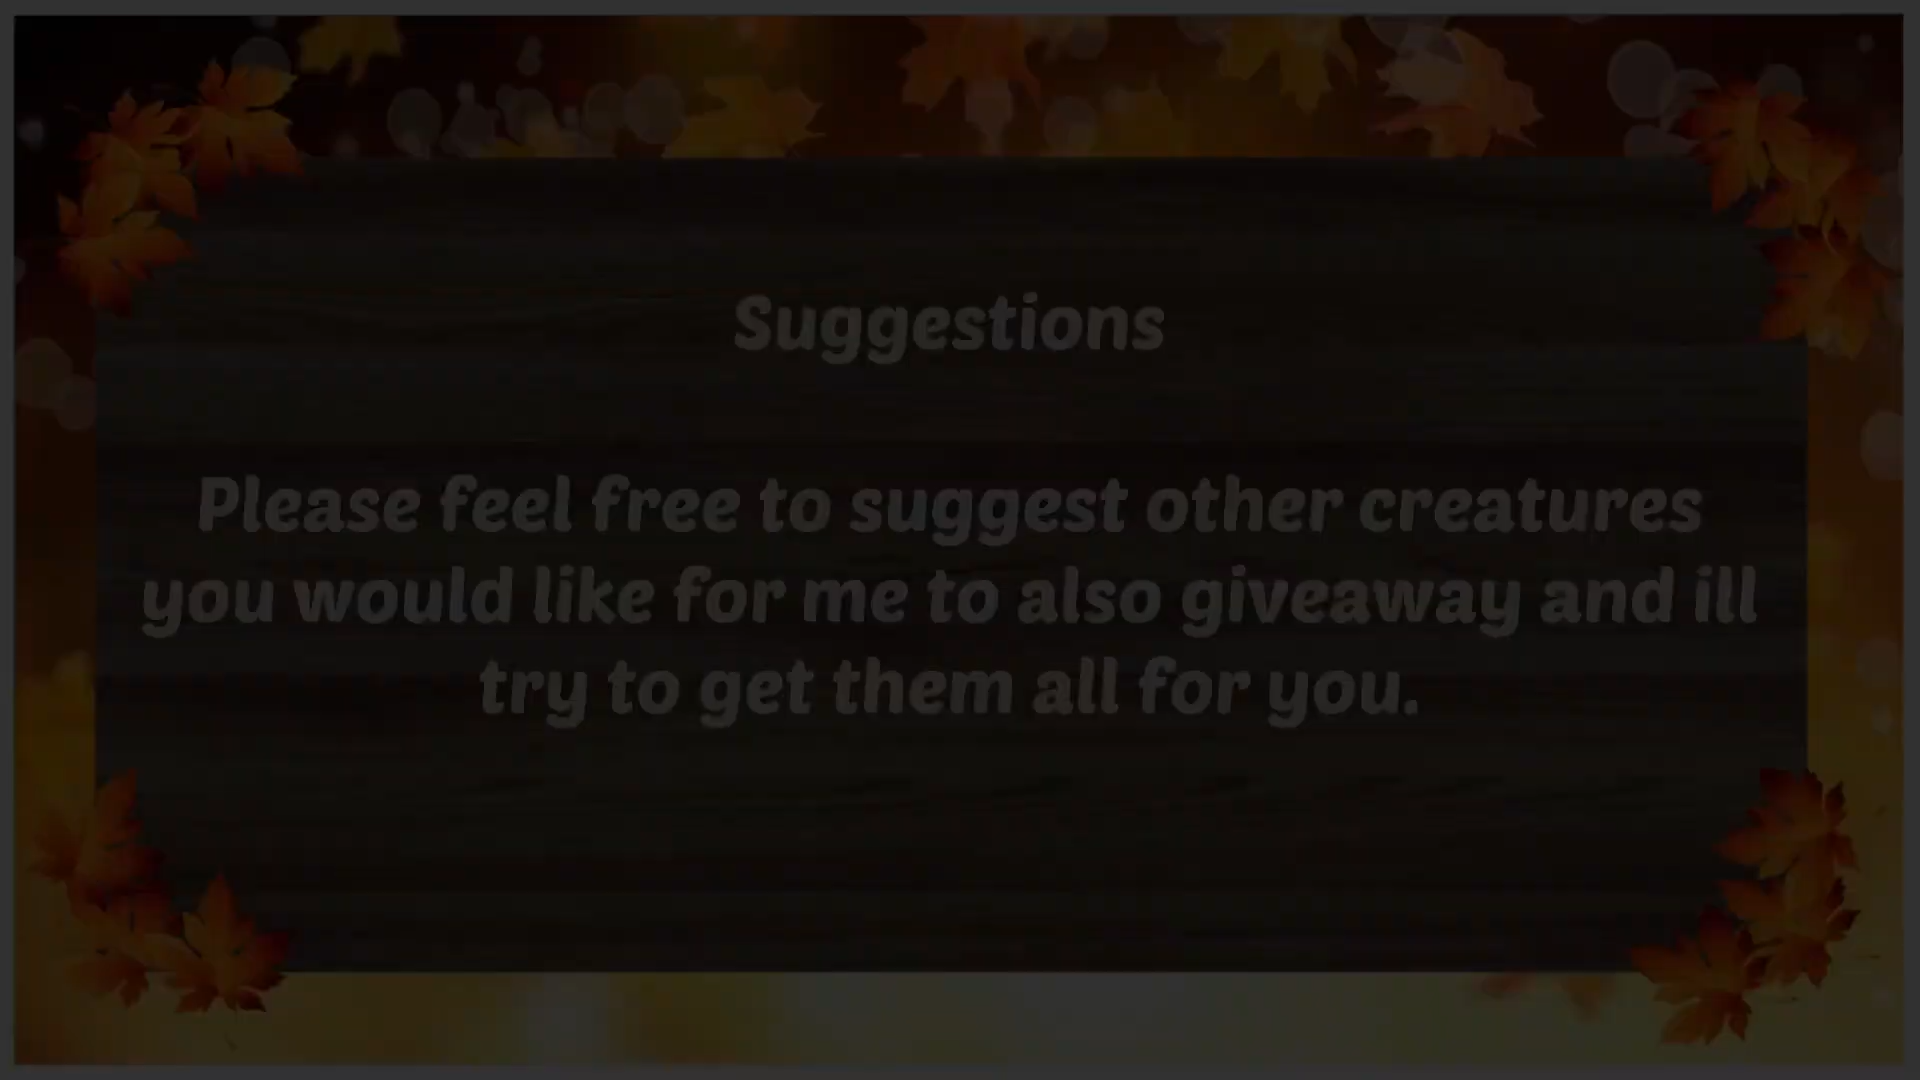 Suggestions
Please feel free to suggest other creatures
you would like for me to also giveaway and ill
try to get them all for you.